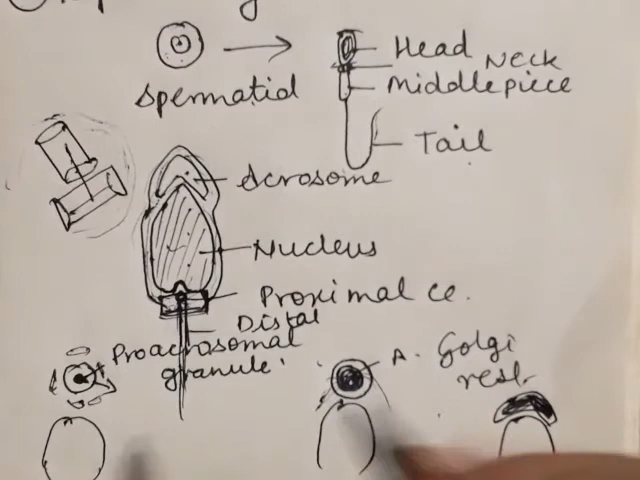 Spermatid
Head
Neck
Middlepiece
Tail
Acrosome
Nucleus
Proximal ce.
Distal
Proacrosomal
granule
A. Golgi
rest